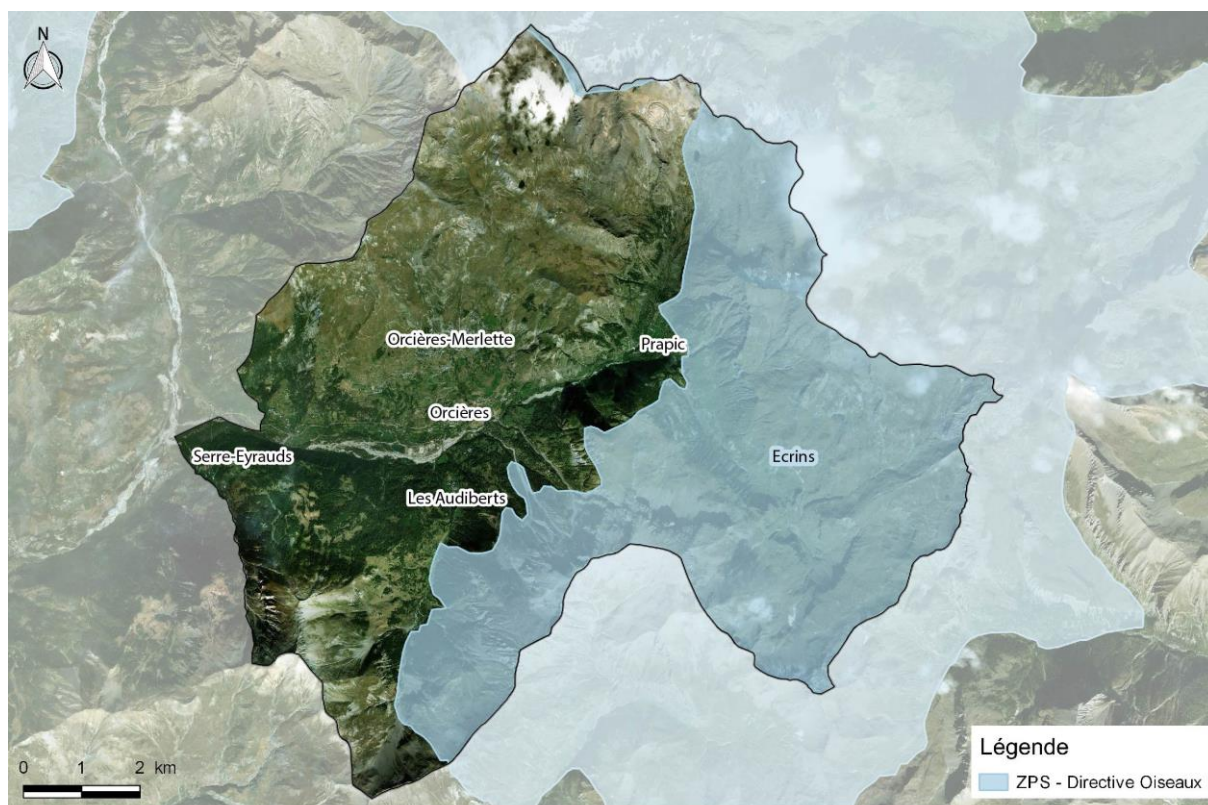 N
Orcières-Merlette
Prapic
Orcières
Serre-Eyrauds
Ecrins
Les Audiberts
0 1 2 km
Légende
ZPS - Directive Oiseaux